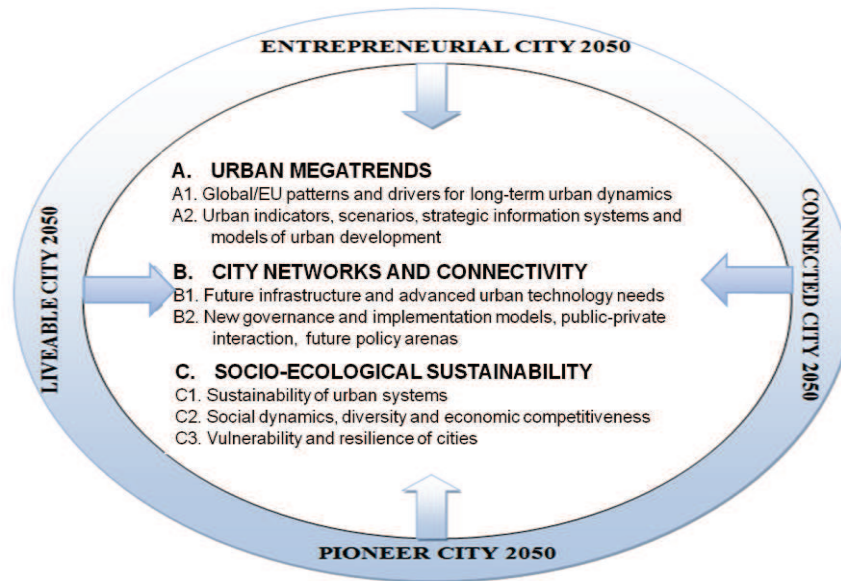 ENTREPRENEURIAL CITY 2050
A. URBAN MEGATRENDS
A1. Global/EU patterns and drivers for long-term urban dynamics
A2. Urban indicators, scenarios, strategic information systems and
models of urban development
LIVEABLE CITY 2050
CONNECTED CITY 2050
B. CITY NETWORKS AND CONNECTIVITY
B1. Future infrastructure and advanced urban technology needs
B2. New governance and implementation models, public-private
interaction, future policy arenas
C. SOCIO-ECOLOGICAL SUSTAINABILITY
C1. Sustainability of urban systems
C2. Social dynamics, diversity and economic competitiveness
C3. Vulnerability and resilience of cities
PIONEER CITY 2050